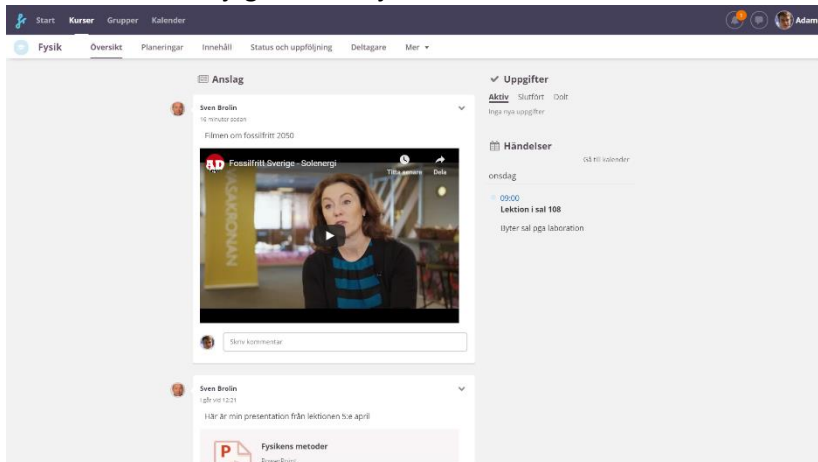 Start Kurser Grupper Kalender
Adam
Fysik Översikt Planeringar Innehåll Status och uppföljning Deltagare Mer
Anslag
Sven Brolin
16 minuter sedan
Filmen om fossilfritt 2050
AD Fossilfritt Sverige - Solenergi
Titta senare Dela
VASAKRONAN
Skriv kommentar
Sven Brolin
I går vid 12:21
Här är min presentation från lektionen 5:e april
P
Fysikens metoder
PowerPoint
Uppgifter
Aktiv Slutfört Dolt
Inga nya uppgifter
Händelser
Gå till kalender
onsdag
09:00
Lektion i sal 108
Byter sal pga laboration